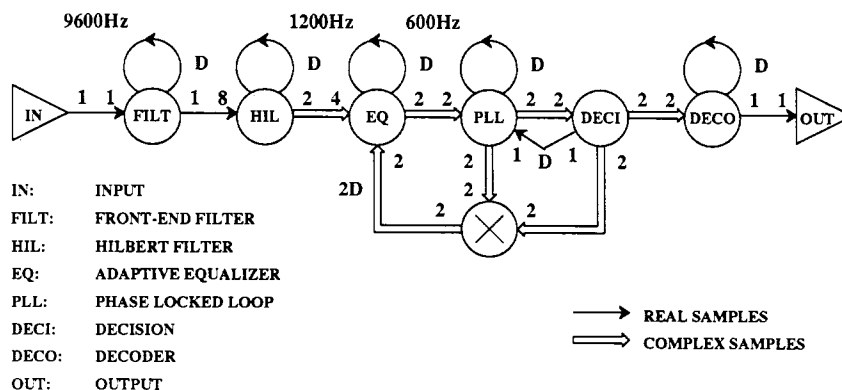 9600Hz 1200Hz 600Hz
D D D D D
1 1 1 8 2 4 2 2 2 2 2 2 2 2 1 1
IN FILT HIL EQ PLL DECI DECO OUT
1 D 1
2 2 2
2D 2
2 2
IN: INPUT
FILT: FRONT-END FILTER
HIL: HILBERT FILTER
EQ: ADAPTIVE EQUALIZER
PLL: PHASE LOCKED LOOP
DECI: DECISION
DECO: DECODER
OUT: OUTPUT
REAL SAMPLES
COMPLEX SAMPLES